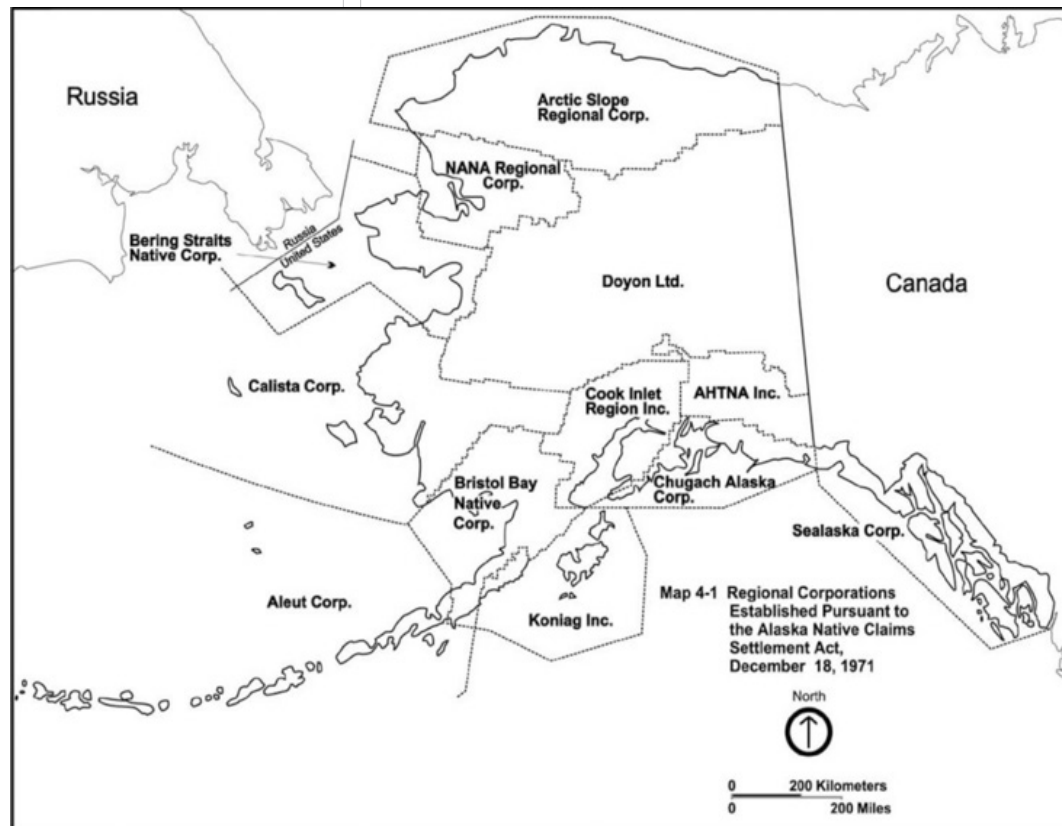 Russia
Arctic Slope
Regional Corp.
NANA Regional
Corp.
Bering Straits
Native Corp.
Russia
United States
Doyon Ltd.
Canada
Calista Corp.
Cook Inlet
Region Inc.
AHTNA Inc.
Bristol Bay
Native
Corp.
Chugach Alaska
Corp.
Sealaska Corp.
Aleut Corp.
Koniag Inc.
Map 4-1 Regional Corporations
Established Pursuant to
the Alaska Native Claims
Settlement Act,
December 18, 1971
North
0 200 Kilometers
0 200 Miles